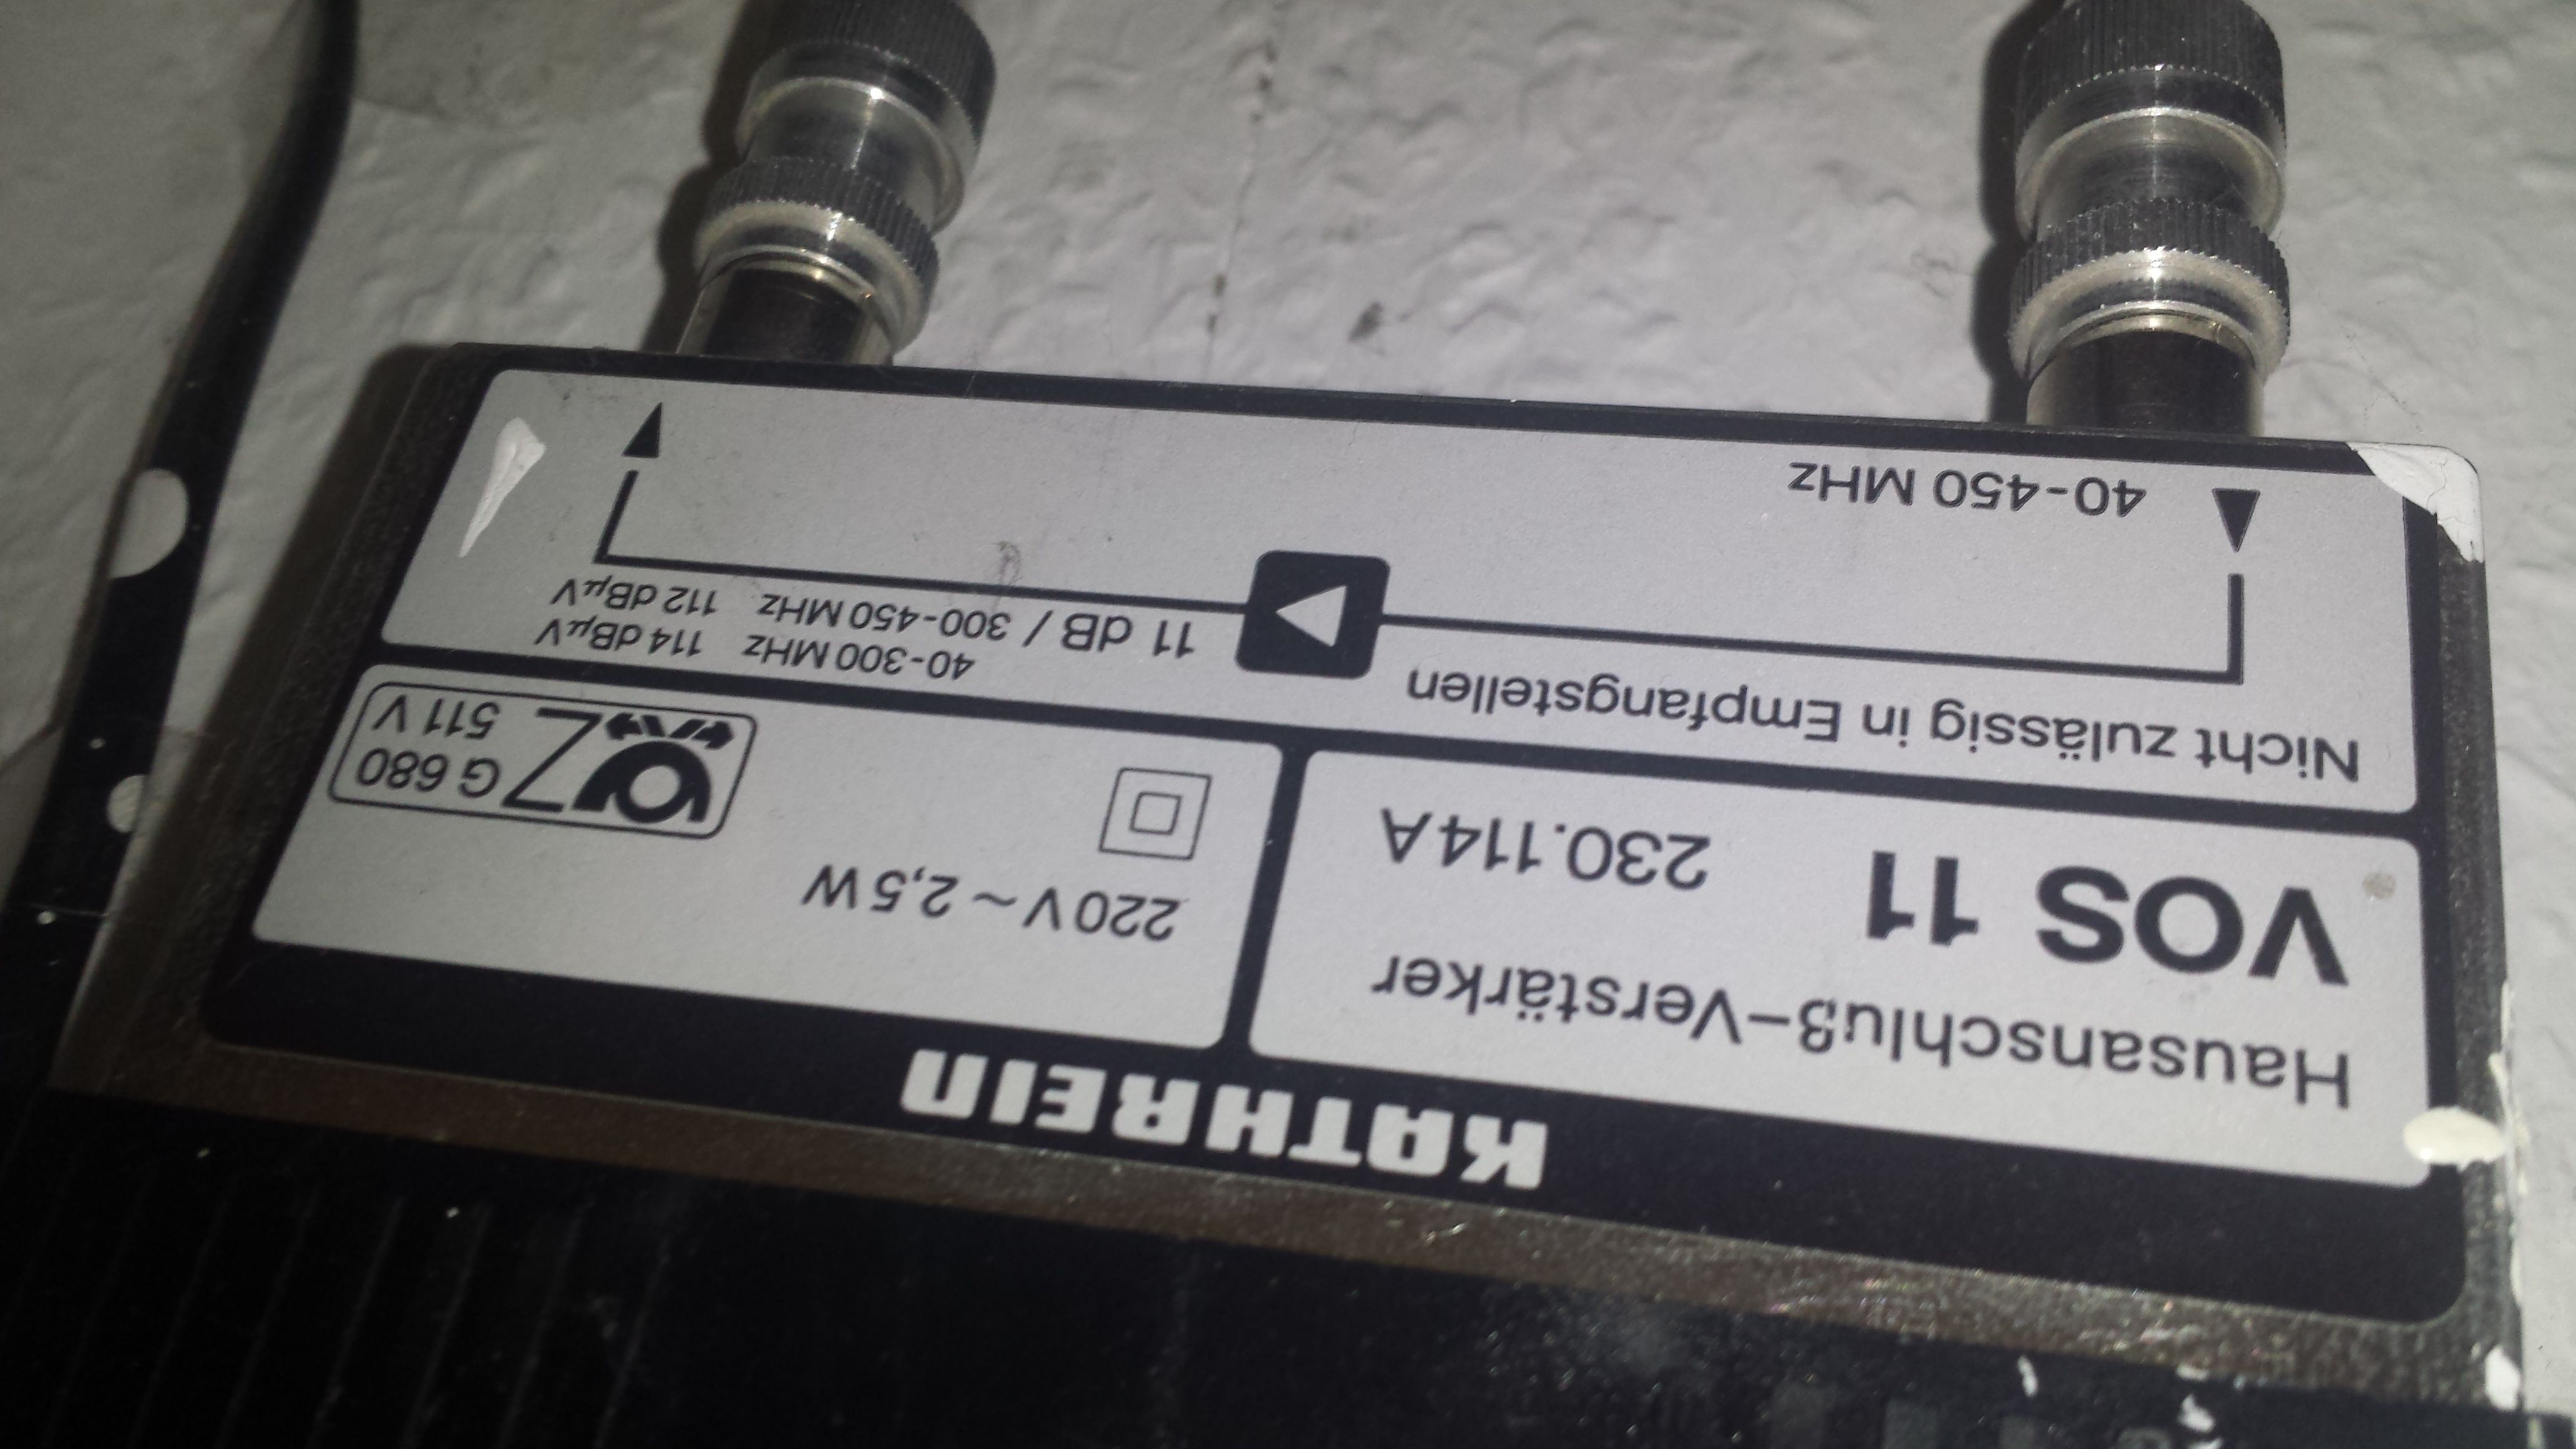 KATHREIN
Hausanschluß-Verstärker
VOS 11 230.114 A
220 V ~ 2,5 W
Z G 680
511 V
Nicht zulässig in Empfangstellen
11 dB / 40-300 MHz 114 dBµV
300-450 MHz 112 dBµV
40-450 MHz